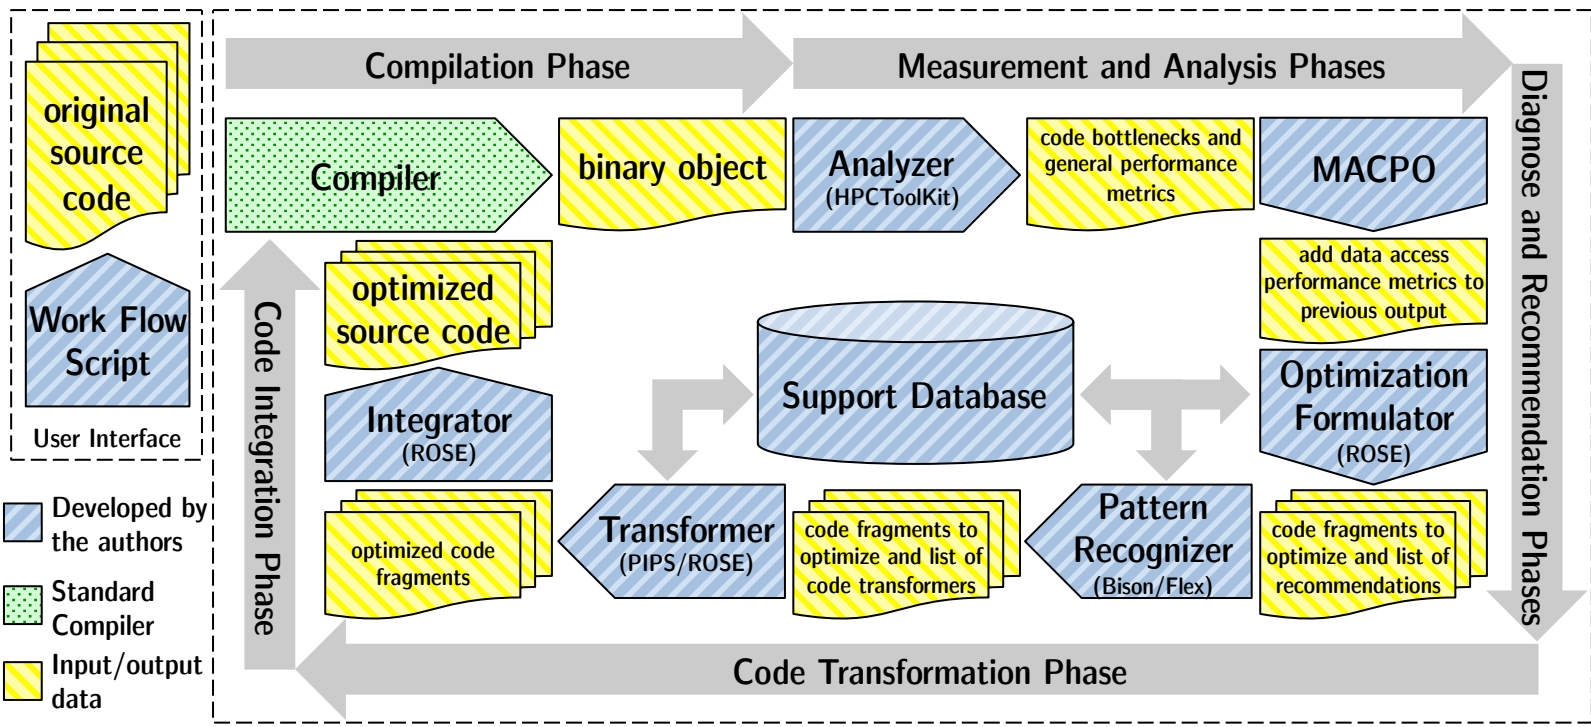 original
source
code
Work Flow
Script
User Interface
Developed by
the authors
Standard
Compiler
Input/output
data
Compilation Phase
Measurement and Analysis Phases
Diagnose and Recommendation Phases
Compiler
binary object
Analyzer
(HPCToolKit)
code bottlenecks and
general performance
metrics
MACPO
add data access
performance metrics to
previous output
Optimization
Formulator
(ROSE)
code fragments to
optimize and list of
recommendations
Pattern
Recognizer
(Bison/Flex)
code fragments to
optimize and list of
code transformers
Transformer
(PIPS/ROSE)
optimized code
fragments
Integrator
(ROSE)
optimized
source code
Support Database
Code Transformation Phase
Code Integration Phase